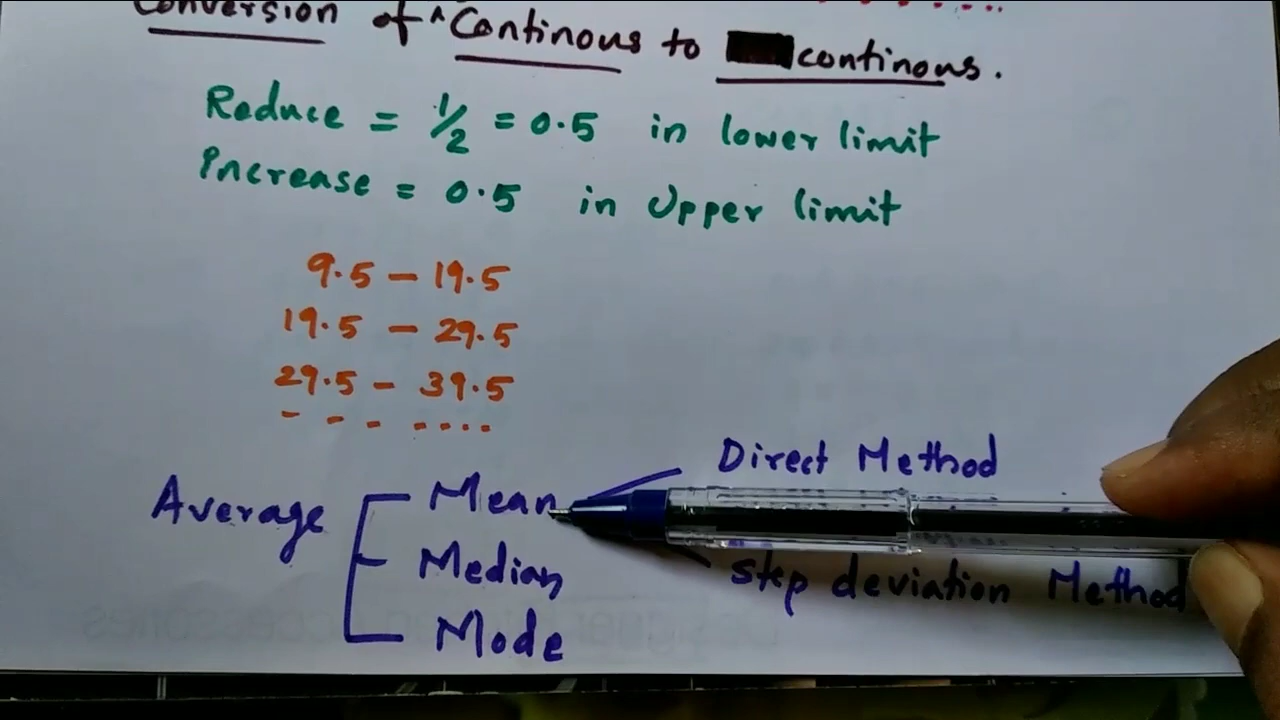 Conversion of ^ Continous to continous.
Reduce = 1/2 = 0.5 in lower limit
Increase = 0.5 in Upper limit
9.5 – 19.5
19.5 – 29.5
29.5 – 39.5
Average
Mean
Median
Mode
Direct Method
step deviation Method